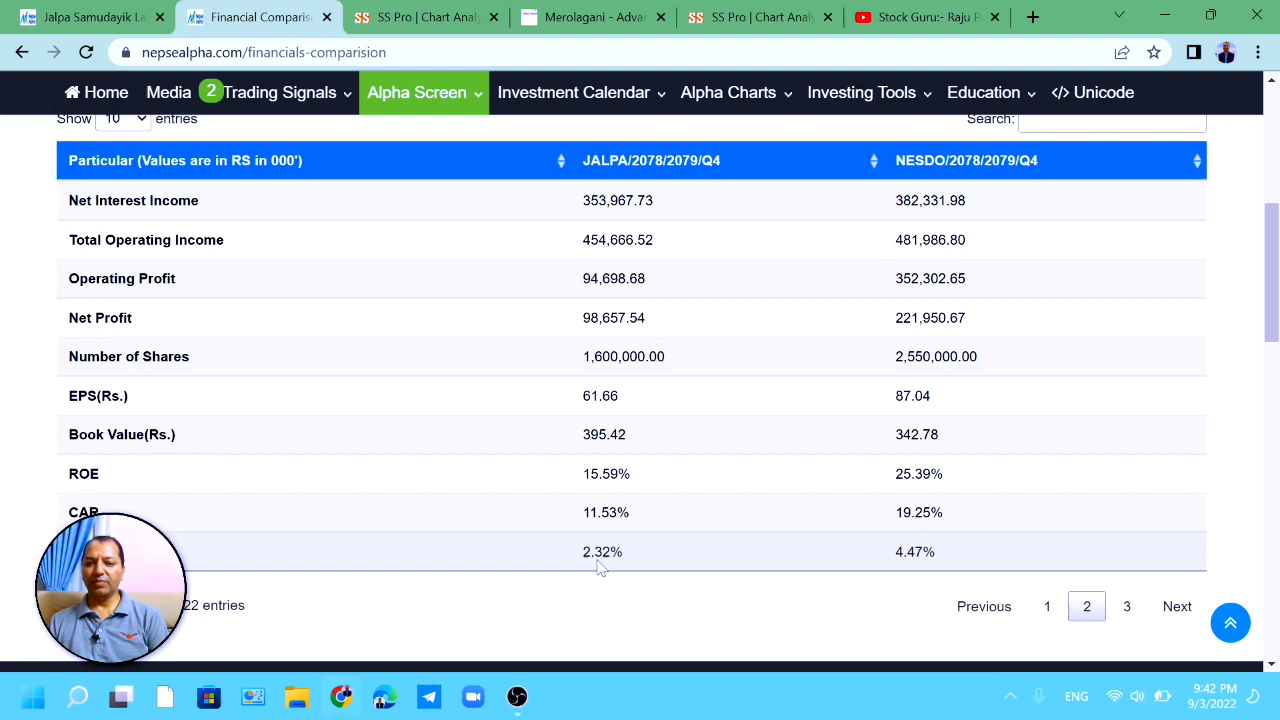 Jalpa Samudayik La
Financial Comparis
SS Pro | Chart Analy
Merolagani - Advan
SS Pro | Chart Analy
Stock Guru:- Raju P
nepsealpha.com/financials-comparision
Home Media 2 Trading Signals Alpha Screen Investment Calendar Alpha Charts Investing Tools Education </> Unicode
Show 10 entries Search:
Particular (Values are in RS in 000') JALPA/2078/2079/Q4 NESDO/2078/2079/Q4
Net Interest Income 353,967.73 382,331.98
Total Operating Income 454,666.52 481,986.80
Operating Profit 94,698.68 352,302.65
Net Profit 98,657.54 221,950.67
Number of Shares 1,600,000.00 2,550,000.00
EPS(Rs.) 61.66 87.04
Book Value(Rs.) 395.42 342.78
ROE 15.59% 25.39%
CAR 11.53% 19.25%
2.32% 4.47%
22 entries Previous 1 2 3 Next
ENG
9:42 PM
9/3/2022